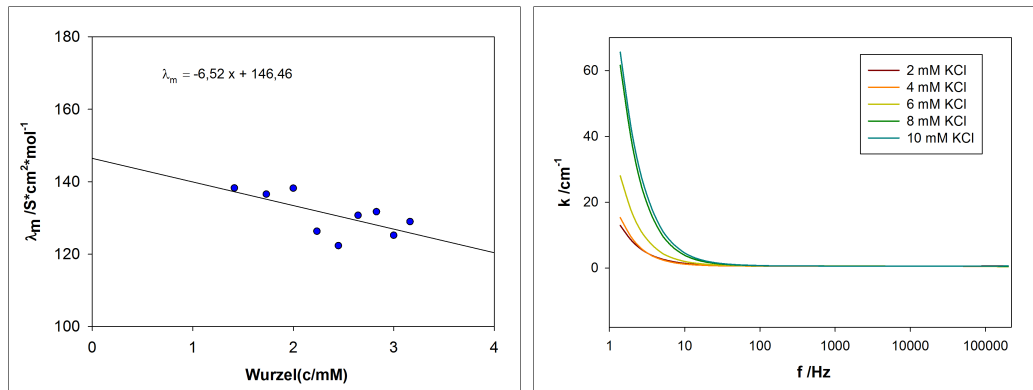 180
160
140
120
100
λm = -6,52 x + 146,46
λm /S*cm²*mol⁻¹
0 1 2 3 4
Wurzel(c/mM)
60
40
20
0
k /cm⁻¹
2 mM KCl
4 mM KCl
6 mM KCl
8 mM KCl
10 mM KCl
1 10 100 1000 10000 100000
f /Hz